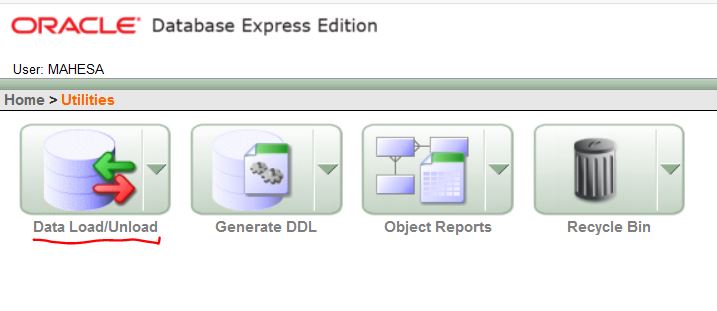 ORACLE Database Express Edition
User: MAHESA
Home > Utilities
Data Load/Unload Generate DDL Object Reports Recycle Bin